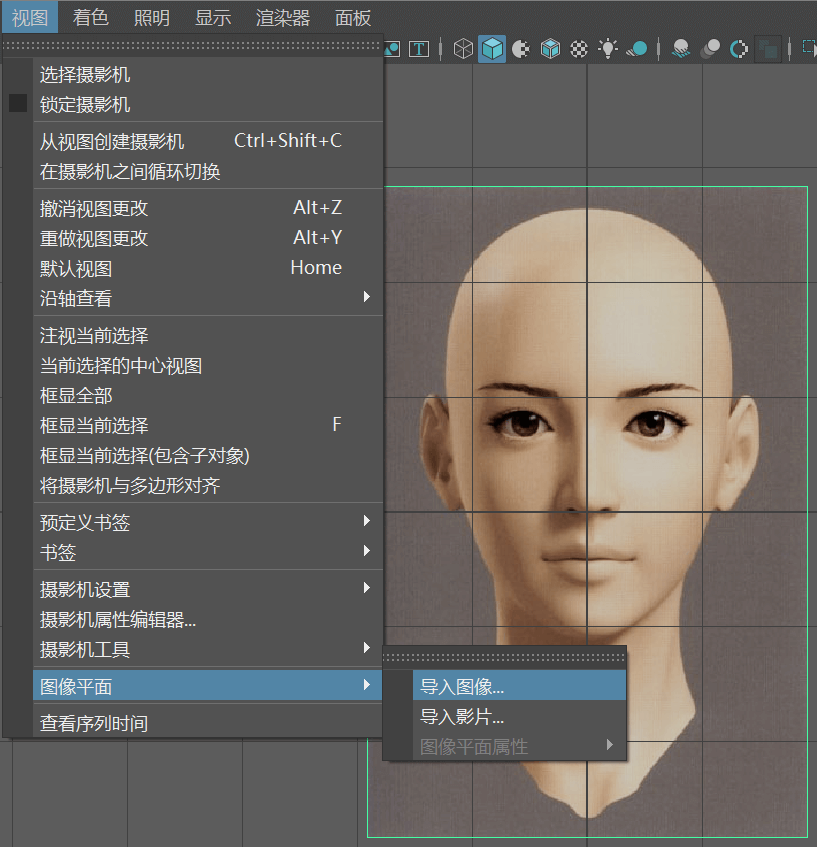 视图 着色 照明 显示 渲染器 面板
T
选择摄影机
锁定摄影机
从视图创建摄影机 Ctrl+Shift+C
在摄影机之间循环切换
撤消视图更改 Alt+Z
重做视图更改 Alt+Y
默认视图 Home
沿轴查看
注视当前选择
当前选择的中心视图
框显全部
框显当前选择 F
框显当前选择(包含子对象)
将摄影机与多边形对齐
预定义书签
书签
摄影机设置
摄影机属性编辑器...
摄影机工具
图像平面
导入图像...
导入影片...
查看序列时间
图像平面属性